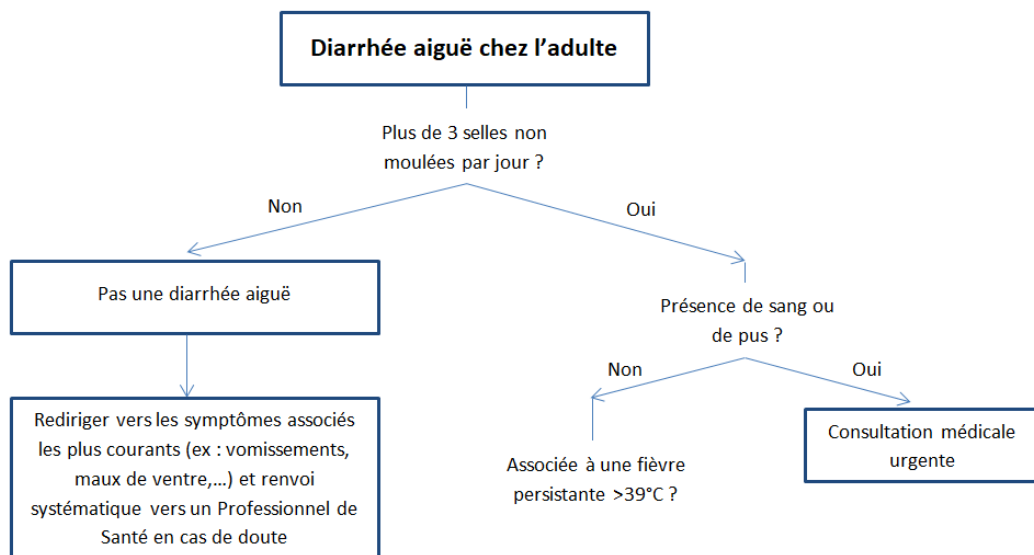 Diarrhée aiguë chez l’adulte
Plus de 3 selles non
moulées par jour ?
Non
Oui
Pas une diarrhée aiguë
Présence de sang ou
de pus ?
Non
Oui
Rediriger vers les symptômes associés
les plus courants (ex : vomissements,
maux de ventre,…) et renvoi
systématique vers un Professionnel de
Santé en cas de doute
Associée à une fièvre
persistante >39°C ?
Consultation médicale
urgente